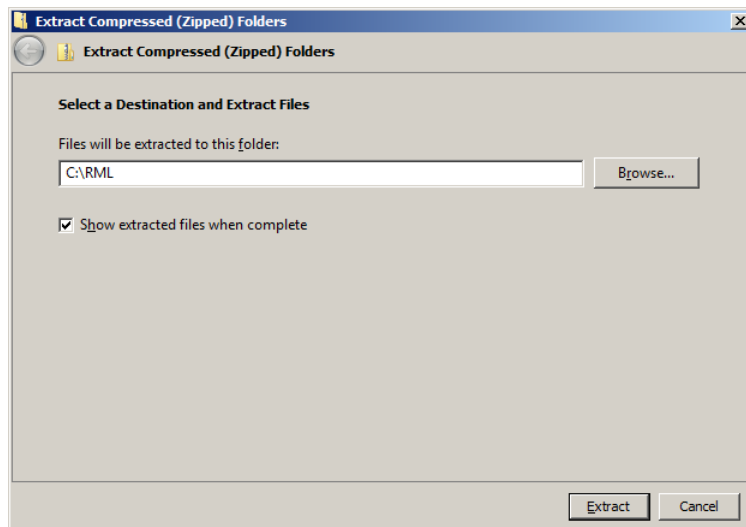 Extract Compressed (Zipped) Folders
Extract Compressed (Zipped) Folders
Select a Destination and Extract Files
Files will be extracted to this folder:
C:\RML
Browse...
Show extracted files when complete
Extract
Cancel